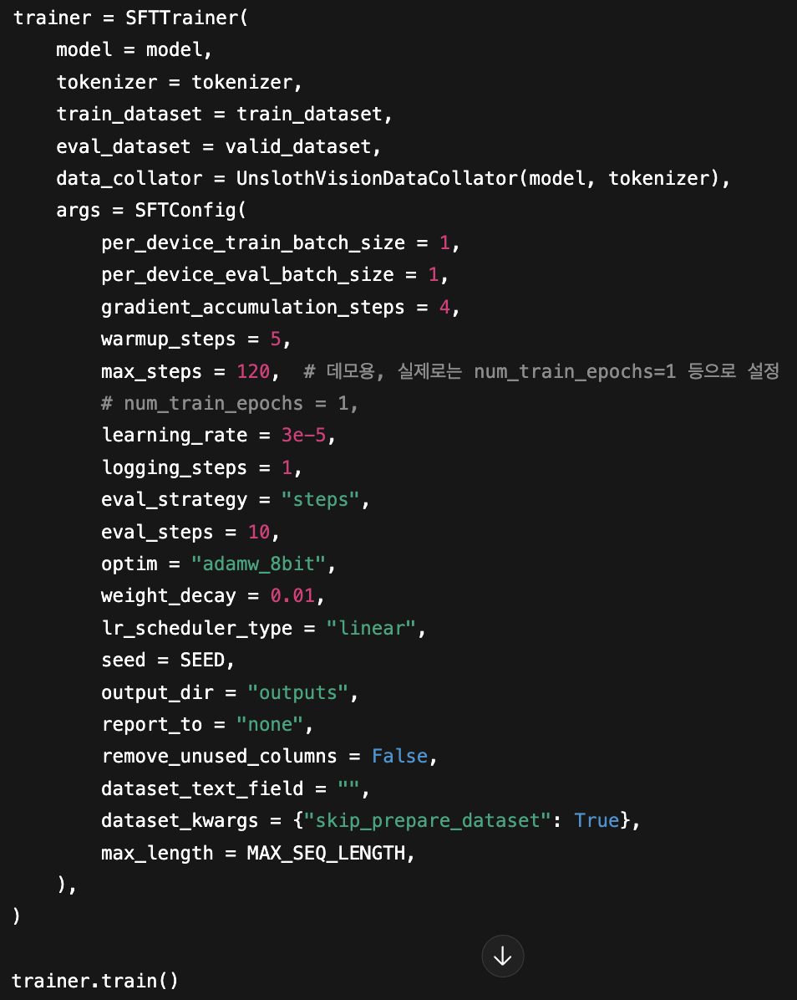 trainer = SFTTrainer(
    model = model,
    tokenizer = tokenizer,
    train_dataset = train_dataset,
    eval_dataset = valid_dataset,
    data_collator = UnslothVisionDataCollator(model, tokenizer),
    args = SFTConfig(
        per_device_train_batch_size = 1,
        per_device_eval_batch_size = 1,
        gradient_accumulation_steps = 4,
        warmup_steps = 5,
        max_steps = 120,  # 데모용, 실제로는 num_train_epochs=1 등으로 설정
        # num_train_epochs = 1,
        learning_rate = 3e-5,
        logging_steps = 1,
        eval_strategy = "steps",
        eval_steps = 10,
        optim = "adamw_8bit",
        weight_decay = 0.01,
        lr_scheduler_type = "linear",
        seed = SEED,
        output_dir = "outputs",
        report_to = "none",
        remove_unused_columns = False,
        dataset_text_field = "",
        dataset_kwargs = {"skip_prepare_dataset": True},
        max_length = MAX_SEQ_LENGTH,
    ),
)
trainer.train()